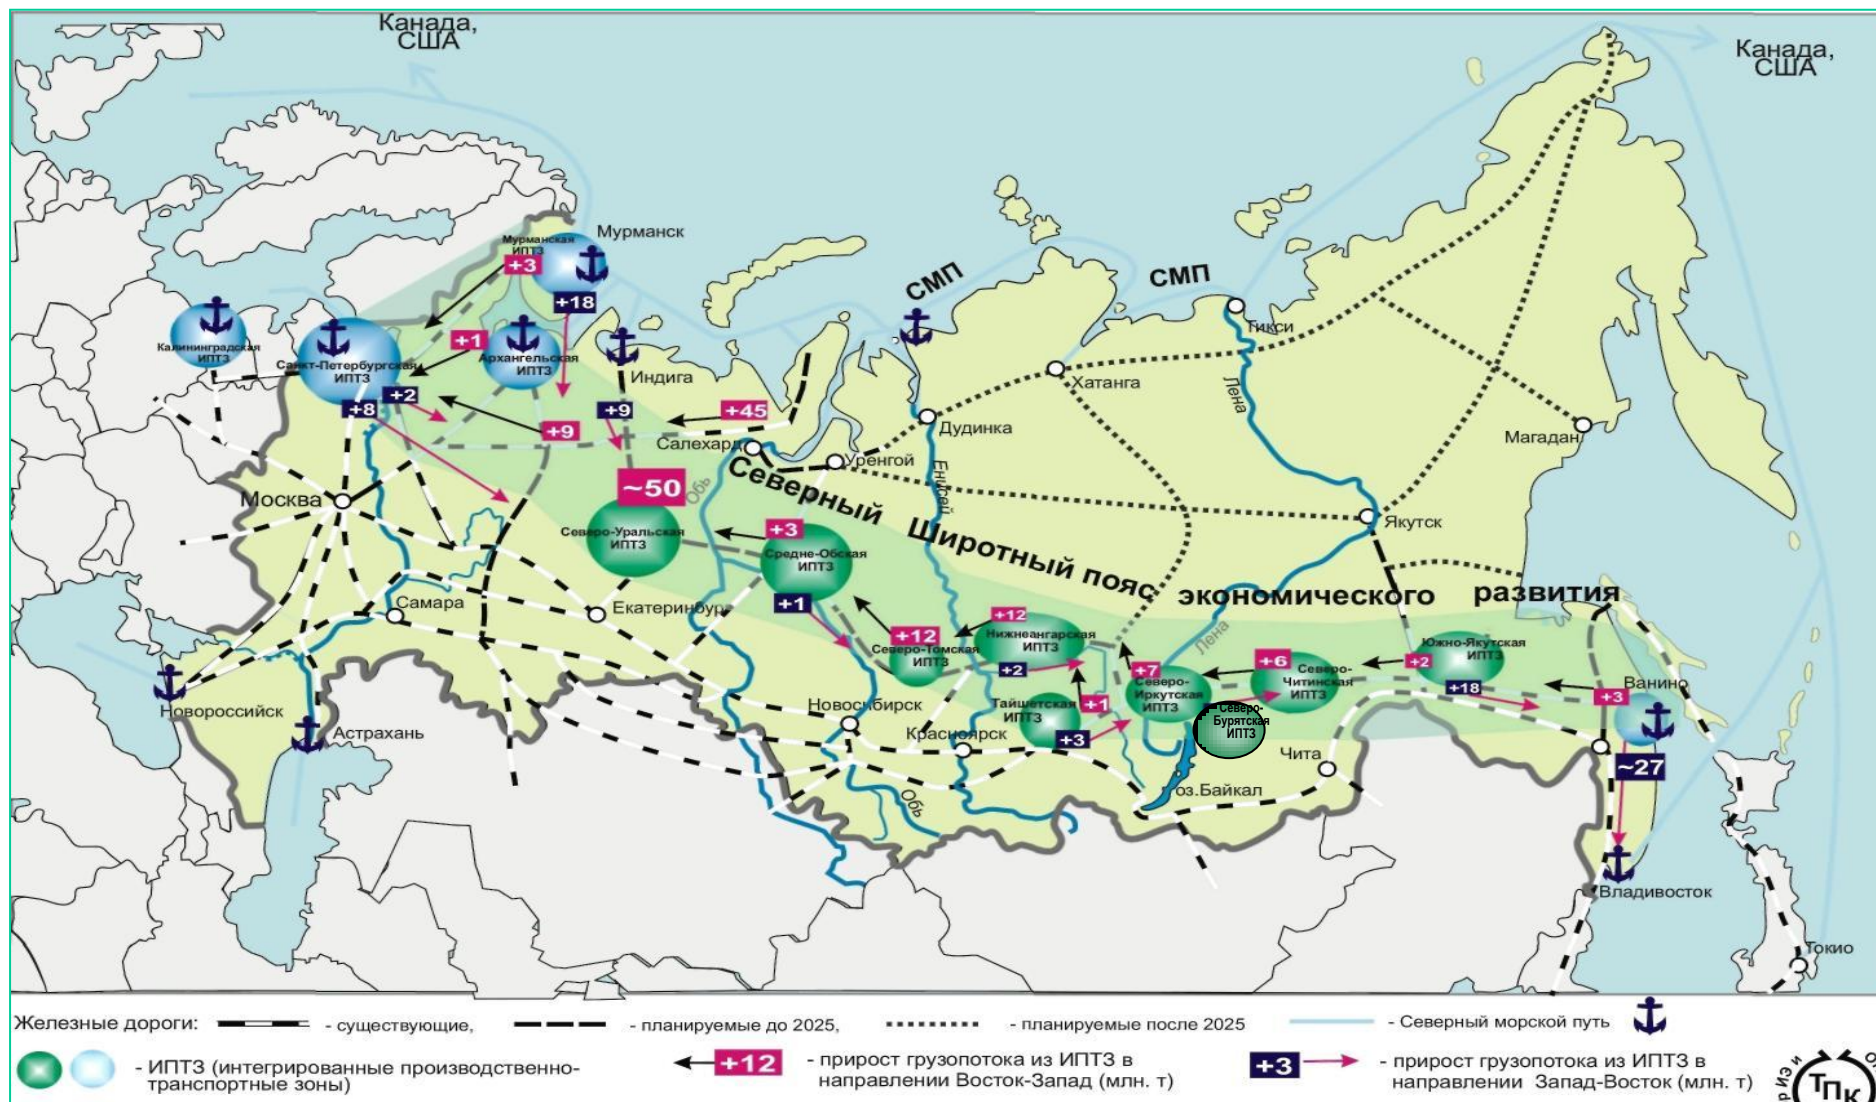 Канада,
США
Канада,
США
Мурманск
Мурманская
ИПТЗ
+3
+18
СМП
СМП
Тикси
Калининградская
ИПТЗ
Санкт-Петербургская
ИПТЗ
+1
Архангельская
ИПТЗ
Индига
Хатанга
Лена
+8
+2
+9
+9
+45
Салехард
Уренгой
Дудинка
Енисей
Магадан
Москва
~50
Обь
Северный Широтный пояс
экономического развития
Якутск
Северо-Уральская
ИПТЗ
+3
Средне-Обская
ИПТЗ
+1
Самара
Екатеринбург
+12
Северо-Томская
ИПТЗ
+12
Нижнеангарская
ИПТЗ
+2
Лена
+7
Северо-
Иркутская
ИПТЗ
+6
Северо-
Читинская
ИПТЗ
+2
Южно-Якутская
ИПТЗ
+18
Ванино
+3
Новороссийск
Астрахань
Новосибирск
Красноярск
Тайшетская
ИПТЗ
+1
+3
Северо-
Бурятская
ИПТЗ
Чита
оз.Байкал
Обь
~27
Владивосток
Токио
Железные дороги:
- существующие,
- планируемые до 2025,
- планируемые после 2025
- Северный морской путь
- ИПТЗ (интегрированные производственно-
транспортные зоны)
+12
- прирост грузопотока из ИПТЗ в
направлении Восток-Запад (млн. т)
+3
- прирост грузопотока из ИПТЗ в
направлении Запад-Восток (млн. т)
ТПК